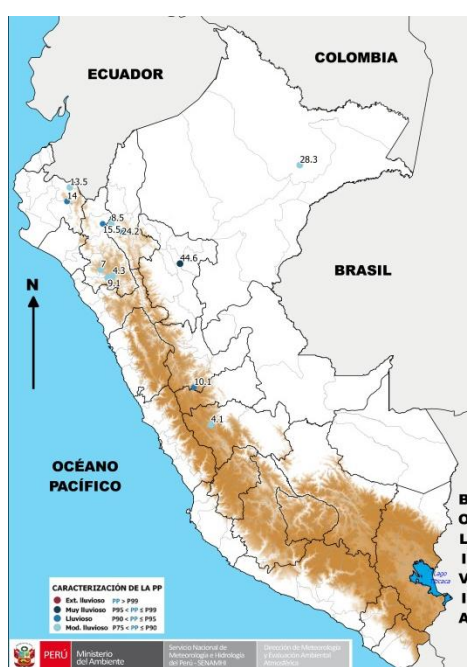 COLOMBIA
ECUADOR
28.3
13.5
14
8.5
15.5
24.2
44.6
7
4.3
9.1
BRASIL
N
10.1
4.1
OCÉANO
PACÍFICO
B
O
L
I
V
I
A
Lago
CARACTERIZACIÓN DE LA PP
Ext. lluvioso PP > P99
Muy lluvioso P95 < PP ≤ P99
Lluvioso P90 < PP ≤ P95
Mod. lluvioso P75 < PP ≤ P90
PERÚ
Ministerio
del Ambiente
Servicio Nacional de
Meteorología e Hidrología
del Perú - SENAMHI
Dirección de Meteorología
y Evaluación Ambiental
Atmosférica